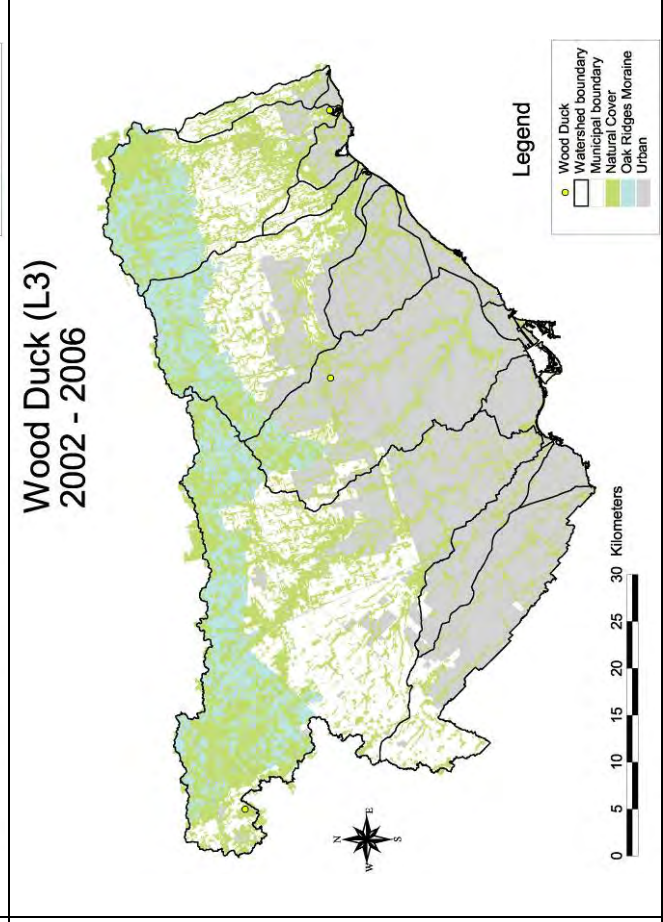 Wood Duck (L3)
2002 - 2006
Legend
Wood Duck
Watershed boundary
Municipal boundary
Natural Cover
Oak Ridges Moraine
Urban
N
W E
S
0 5 10 15 20 25 30 Kilometers